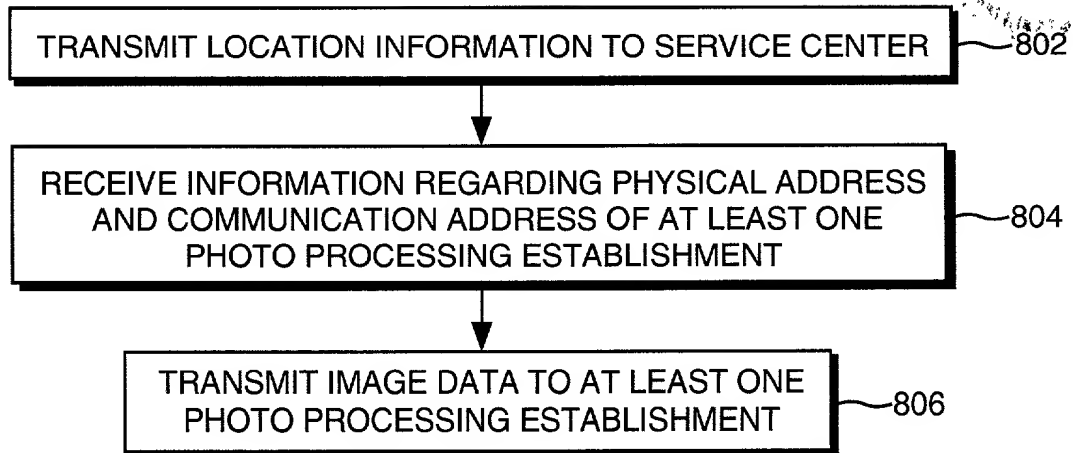 TRANSMIT LOCATION INFORMATION TO SERVICE CENTER
802
RECEIVE INFORMATION REGARDING PHYSICAL ADDRESS
AND COMMUNICATION ADDRESS OF AT LEAST ONE
PHOTO PROCESSING ESTABLISHMENT
804
TRANSMIT IMAGE DATA TO AT LEAST ONE
PHOTO PROCESSING ESTABLISHMENT
806